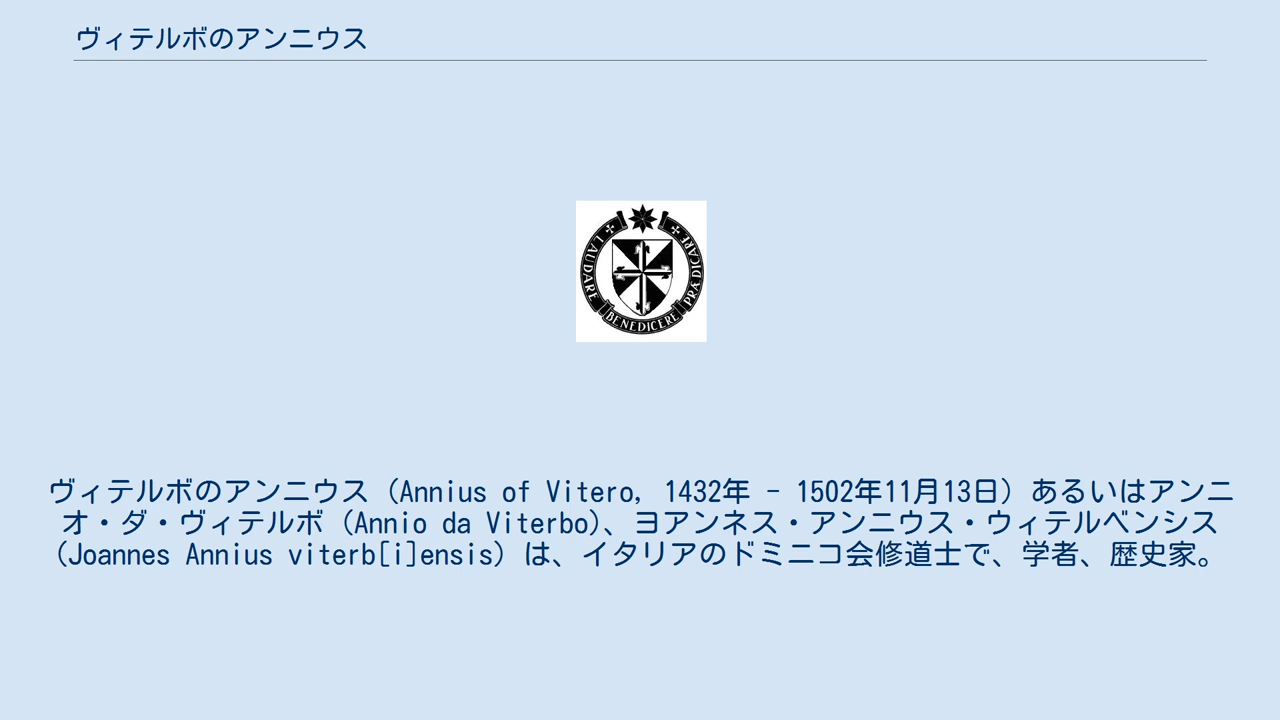 ヴィテルボのアンニウス
LAUDARE
BENEDICERE
PRÆDICARE
ヴィテルボのアンニウス (Annius of Vitero, 1432年 - 1502年11月13日) あるいはアンニ
オ・ダ・ヴィテルボ (Annio da Viterbo)、ヨアンネス・アンニウス・ウィテルベンシス
(Joannes Annius viterb[i]ensis) は、イタリアのドミニコ会修道士で、学者、歴史家。